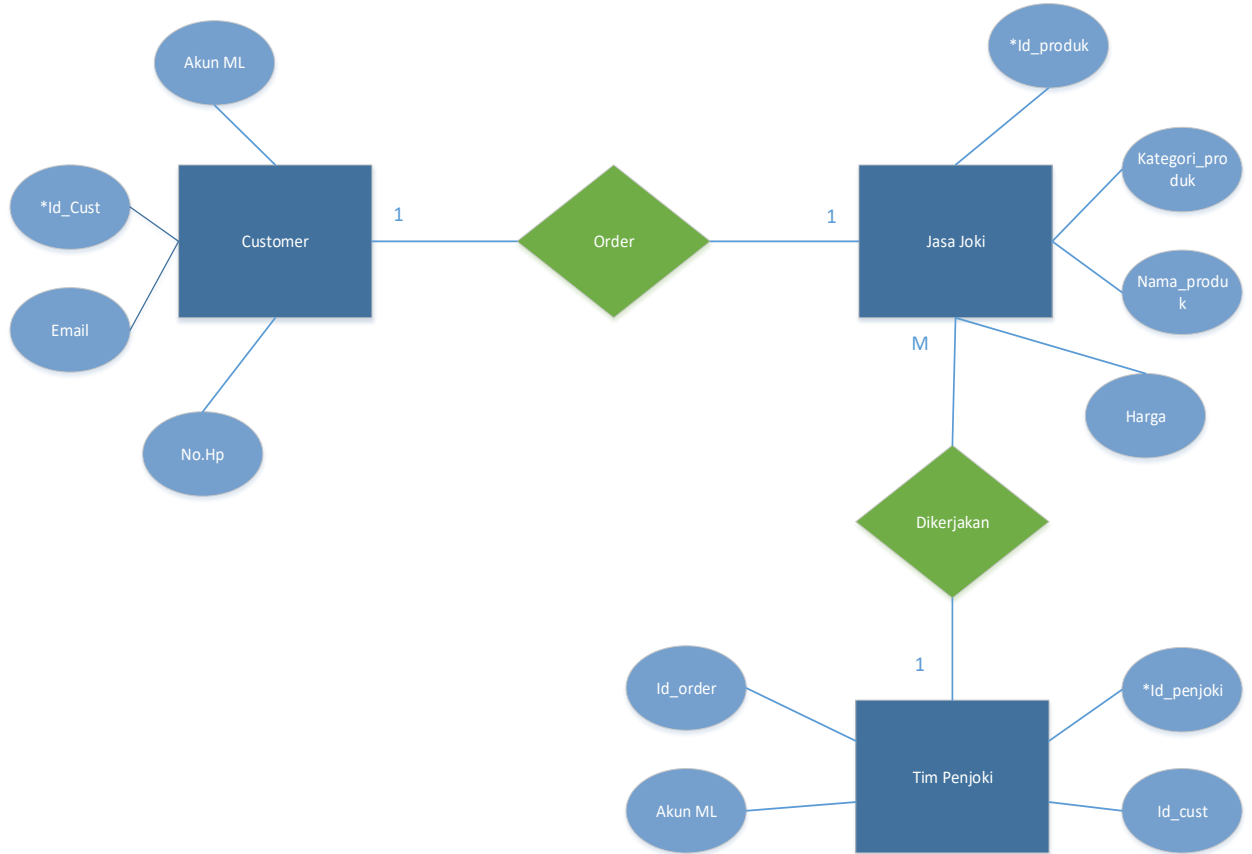 *Id_produk
Akun ML
Kategori_pro
duk
*Id_Cust
1
1
Customer
Order
Jasa Joki
Nama_produ
k
Email
M
Harga
No.Hp
Dikerjakan
1
Id_order
*Id_penjoki
Tim Penjoki
Akun ML
Id_cust